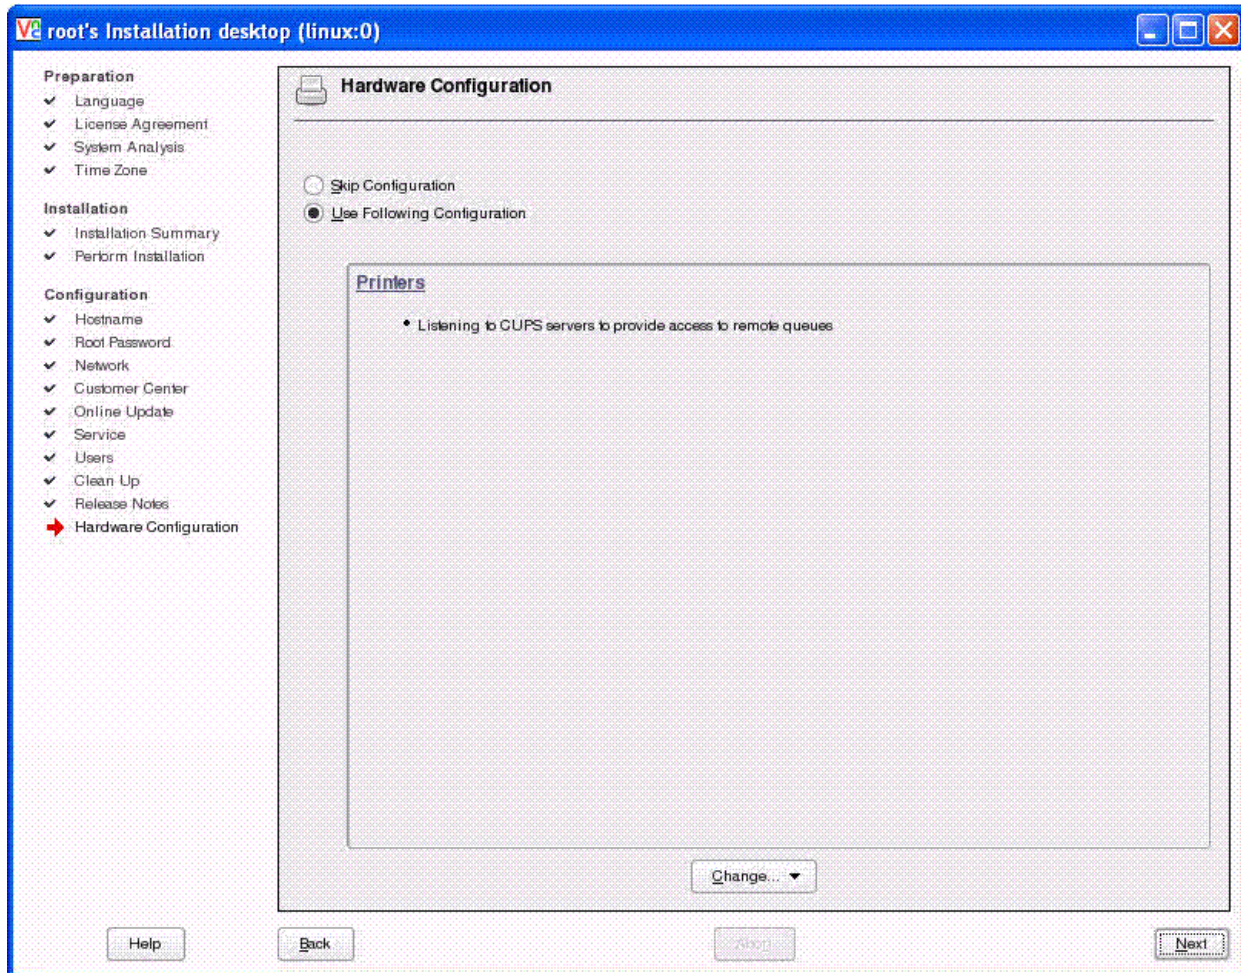 root's Installation desktop (linux:0)
Preparation
Language
License Agreement
System Analysis
Time Zone
Installation
Installation Summary
Perform Installation
Configuration
Hostname
Root Password
Network
Customer Center
Online Update
Service
Users
Clean Up
Release Notes
Hardware Configuration
Hardware Configuration
Skip Configuration
Use Following Configuration
Printers
• Listening to CUPS servers to provide access to remote queues
Change...
Help
Back
Abort
Next